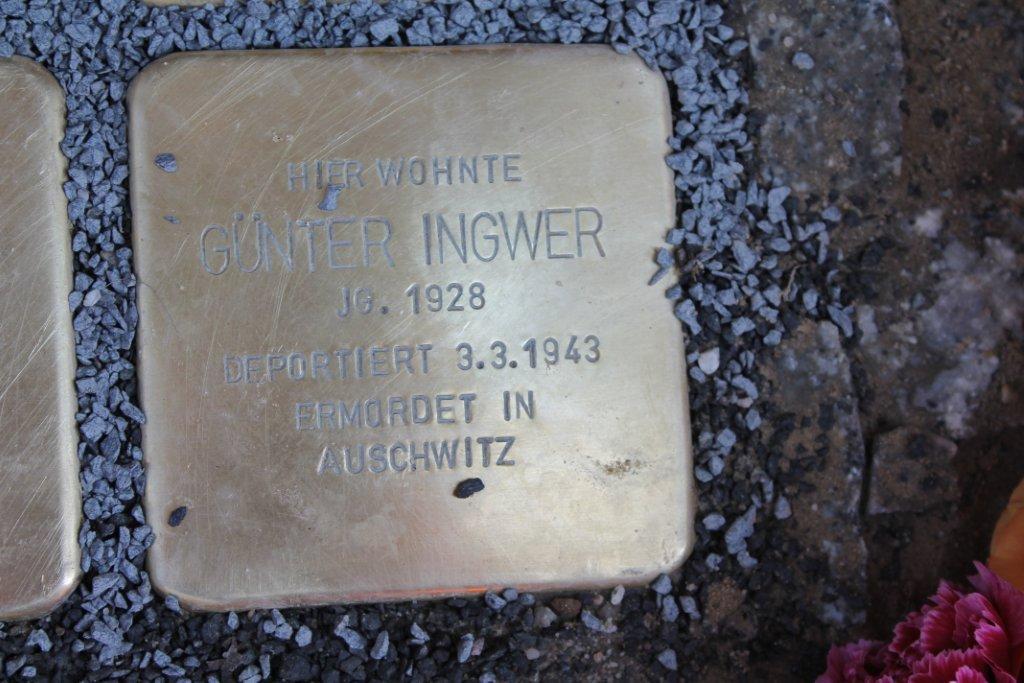 HIER WOHNTE
GÜNTER INGWER
JG. 1928
DEPORTIERT 3.3.1943
ERMORDET IN
AUSCHWITZ